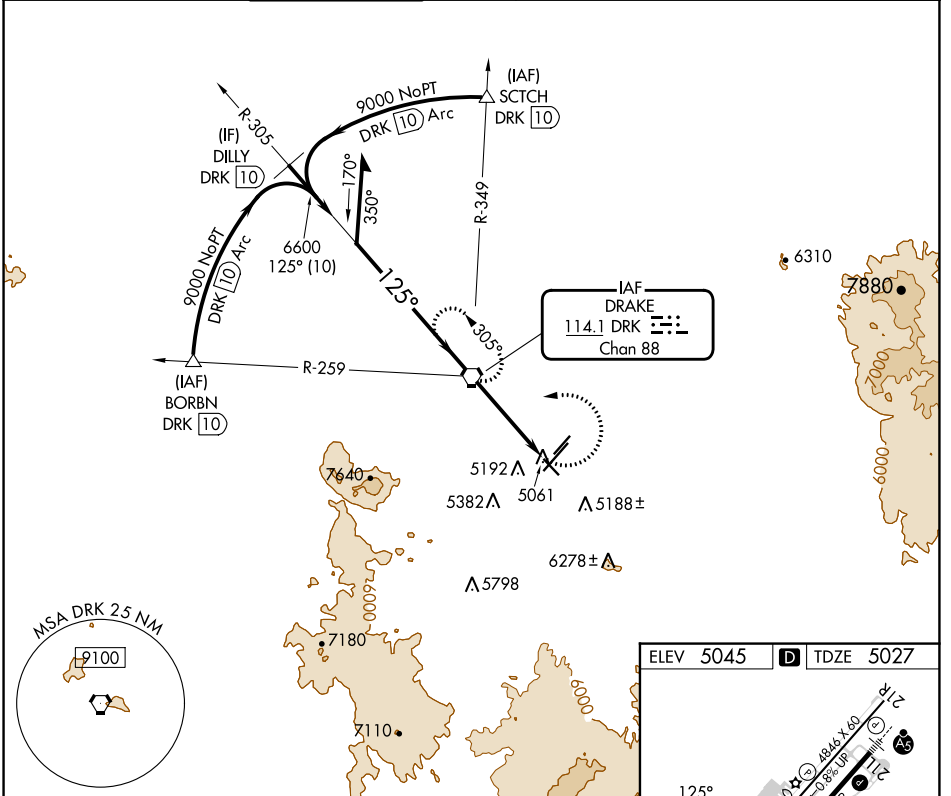 (IAF)
SCTCH
DRK 10
9000 NoPT
DRK 10 Arc
R-305
(IF)
DILLY
DRK 10
170°
350°
R-349
6600
125° (10)
9000 NoPT
DRK 10 Arc
125°
305°
6310
7880
7000
6000
IAF
DRAKE
114.1 DRK
Chan 88
R-259
(IAF)
BORBN
DRK 10
7640
5192
5061
5382
5188±
6278±
5798
6000
7180
7110
6000
MSA DRK 25 NM
9100
ELEV 5045
D
TDZE 5027
21R
4846 X 60
P
A5
0.8% UP
21L
P
P
125°